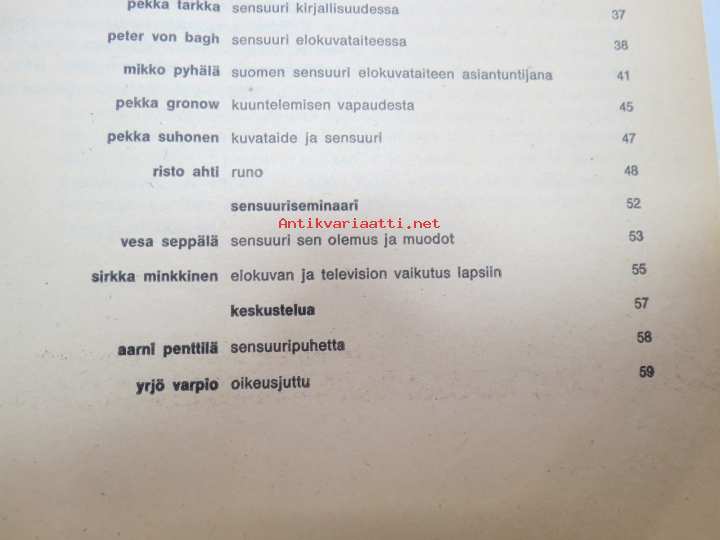 pekka tarkka sensuuri kirjallisuudessa 37
peter von bagh sensuuri elokuvataiteessa 38
mikko pyhälä suomen sensuuri elokuvataiteen asiantuntijana 41
pekka gronow kuuntelemisen vapaudesta 45
pekka suhonen kuvataide ja sensuuri 47
risto ahti runo 48
sensuuriseminaari 52
Antikvariaatti.net
vesa seppälä sensuuri sen olemus ja muodot 53
sirkka minkkinen elokuvan ja television vaikutus lapsiin 55
keskustelua 57
aarni penttilä sensuuripuhetta 58
yrjö varpio oikeusjuttu 59